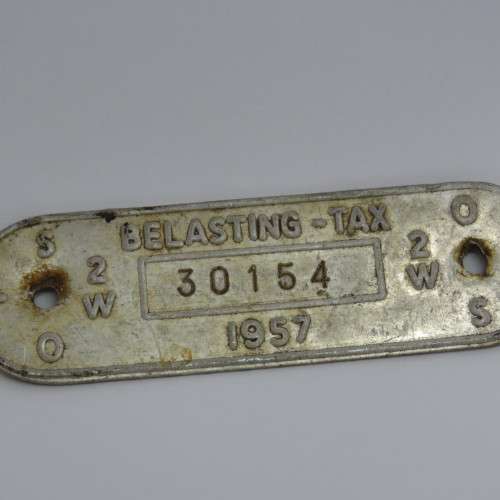 S O
BELASTING - TAX
2 2
30154
W W
1957
O S